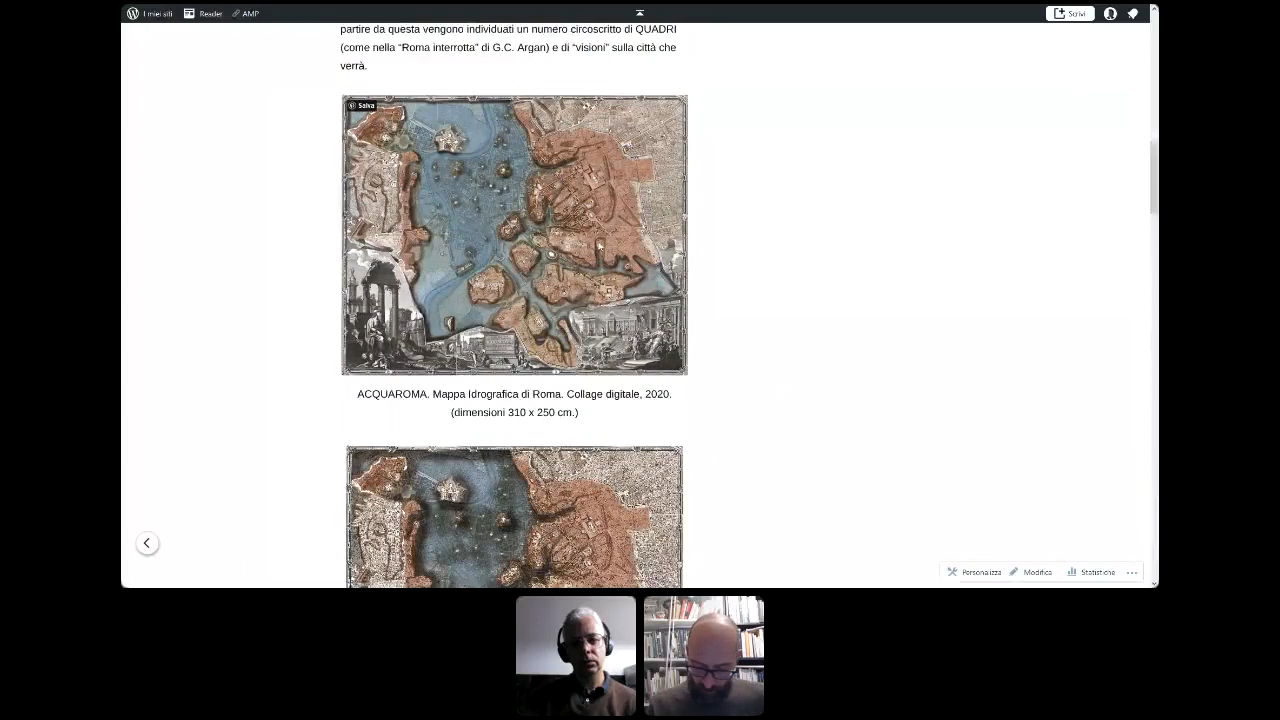 I miei siti Reader AMP Scrivi
partire da questa vengono individuati un numero circoscritto di QUADRI
(come nella “Roma interrotta” di G.C. Argan) e di “visioni” sulla città che
verrà.
Salva
ACQUAROMA. Mappa Idrografica di Roma. Collage digitale, 2020.
(dimensioni 310 x 250 cm.)
Personalizza Modifica Statistiche